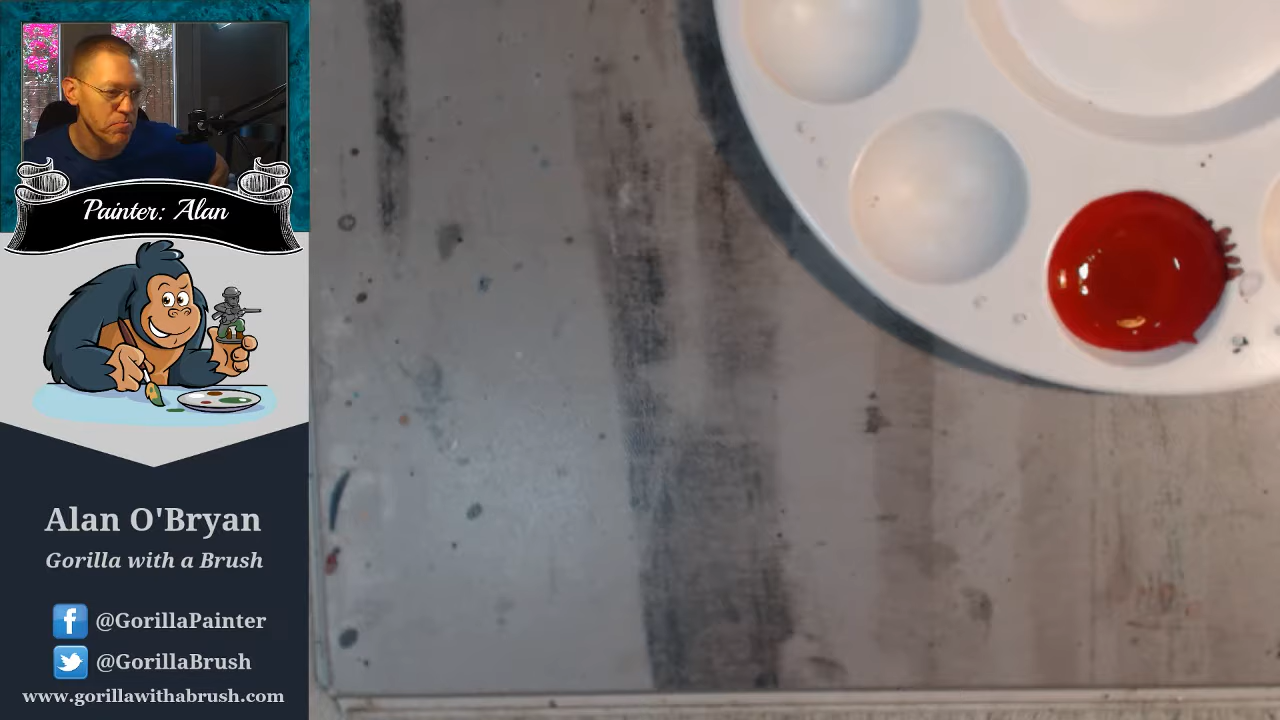 Painter: Alan
Alan O'Bryan
Gorilla with a Brush
@GorillaPainter
@GorillaBrush
www.gorillawithabrush.com